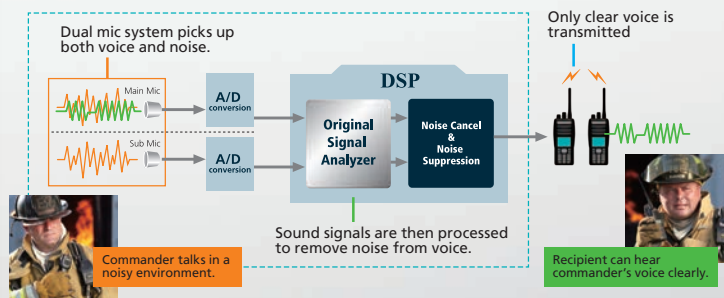 Dual mic system picks up
both voice and noise.
Main Mic
Sub Mic
A/D
conversion
A/D
conversion
DSP
Original
Signal
Analyzer
Noise Cancel
&
Noise
Suppression
Only clear voice is
transmitted
Sound signals are then processed
to remove noise from voice.
Commander talks in a
noisy environment.
Recipient can hear
commander's voice clearly.